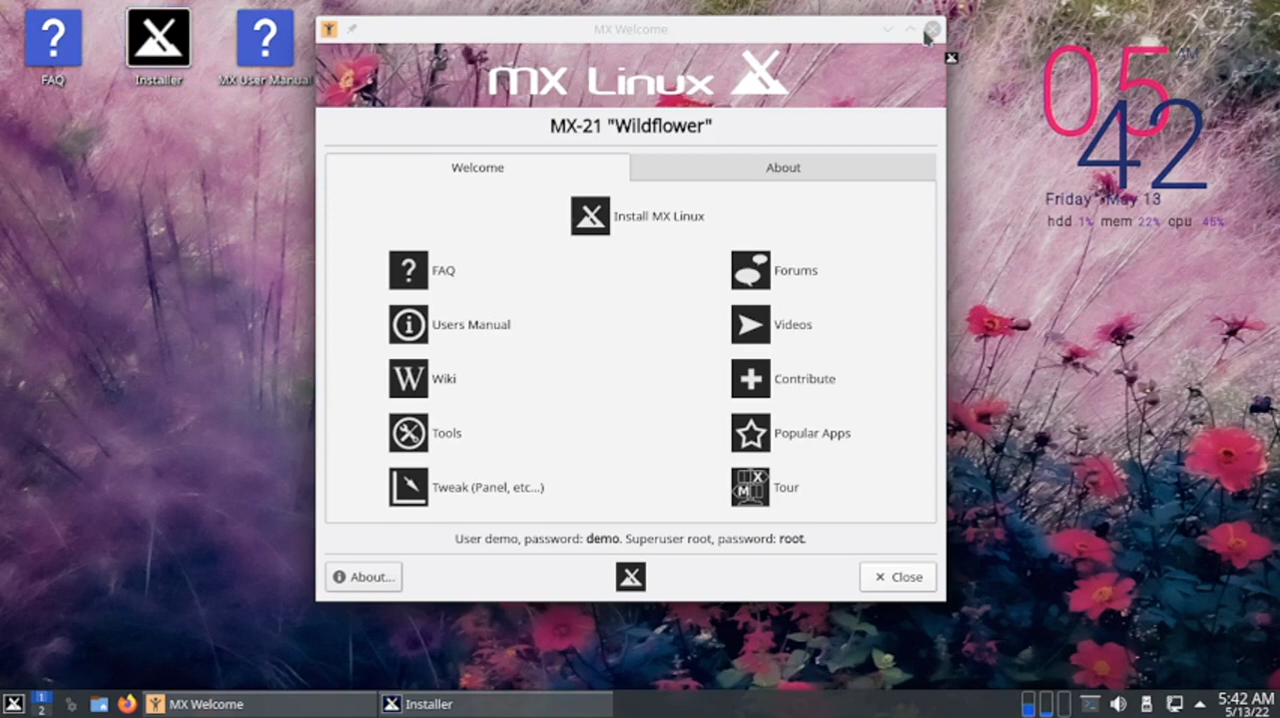 FAQ
Installer
MX User Manual
MX Welcome
MX Linux
MX-21 "Wildflower"
Welcome
About
Install MX Linux
FAQ
Forums
Users Manual
Videos
Wiki
Contribute
Tools
Popular Apps
Tweak (Panel, etc...)
Tour
User demo, password: demo. Superuser root, password: root.
About...
Close
05 AM
42
Friday May 13
hdd 1% mem 22% cpu 45%
1
2
MX Welcome
Installer
5:42 AM
5/13/22